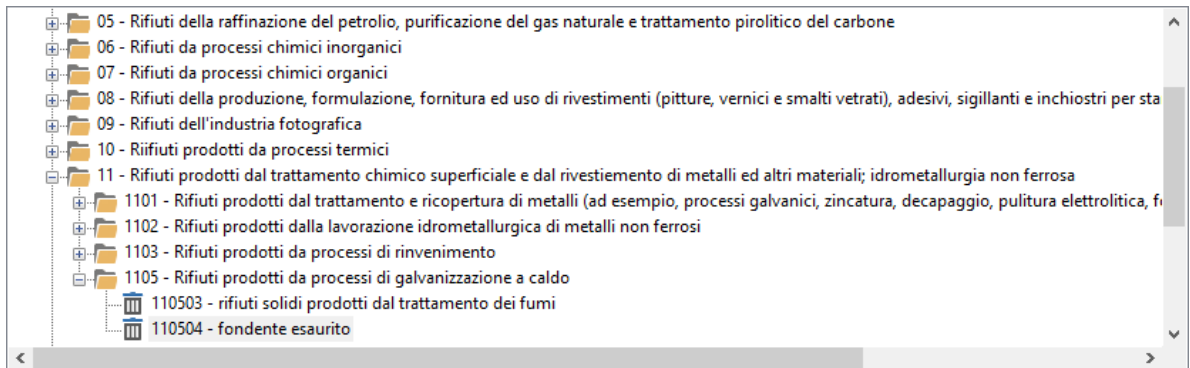 05 - Rifiuti della raffinazione del petrolio, purificazione del gas naturale e trattamento pirolitico del carbone
06 - Rifiuti da processi chimici inorganici
07 - Rifiuti da processi chimici organici
08 - Rifiuti della produzione, formulazione, fornitura ed uso di rivestimenti (pitture, vernici e smalti vetrati), adesivi, sigillanti e inchiostri per sta
09 - Rifiuti dell'industria fotografica
10 - Riifiuti prodotti da processi termici
11 - Rifiuti prodotti dal trattamento chimico superficiale e dal rivestiemento di metalli ed altri materiali; idrometallurgia non ferrosa
1101 - Rifiuti prodotti dal trattamento e ricopertura di metalli (ad esempio, processi galvanici, zincatura, decapaggio, pulitura elettrolitica, f
1102 - Rifiuti prodotti dalla lavorazione idrometallurgica di metalli non ferrosi
1103 - Rifiuti prodotti da processi di rinvenimento
1105 - Rifiuti prodotti da processi di galvanizzazione a caldo
110503 - rifiuti solidi prodotti dal trattamento dei fumi
110504 - fondente esaurito